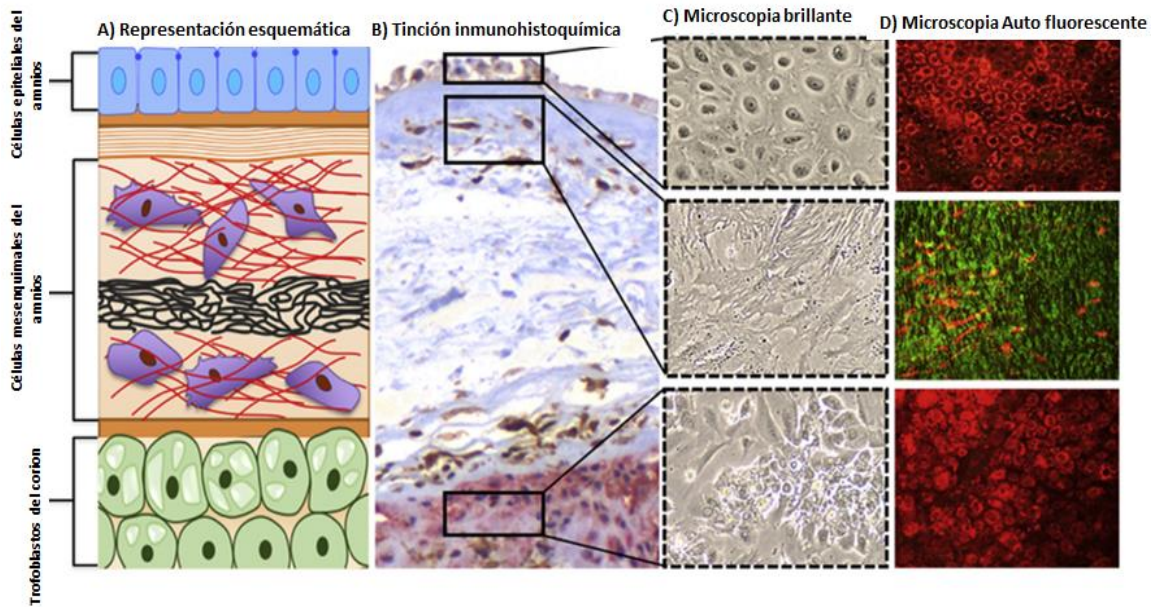 A) Representación esquemática
B) Tinción inmunohistoquímica
C) Microscopia brillante
D) Microscopia Auto fluorescente
Células epiteliales del
amnios
Células mesenquimales del
amnios
Trofoblastos del corion